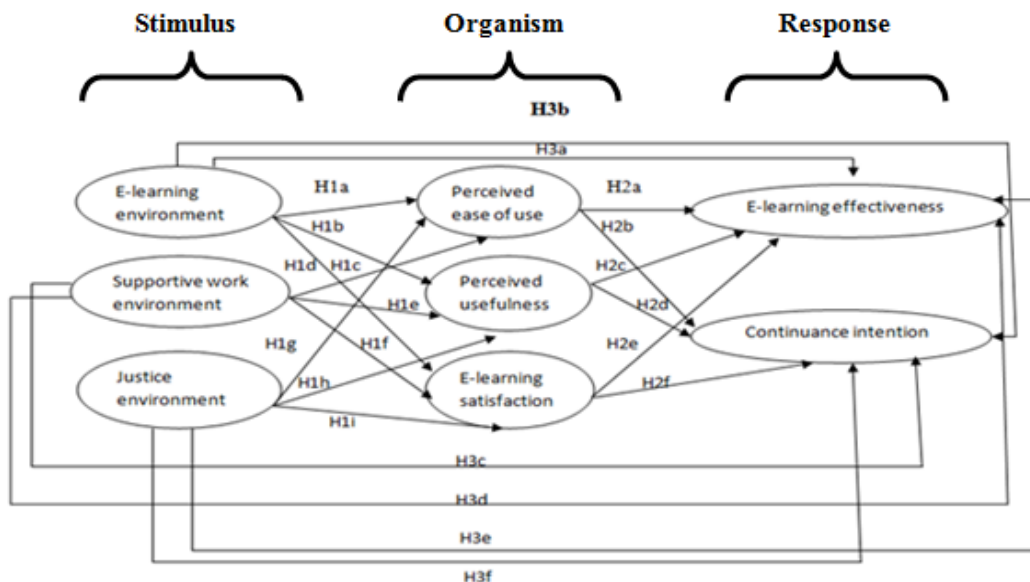 Stimulus
Organism
Response
H3b
H3a
E-learning
environment
H1a
Perceived
ease of use
H2a
E-learning effectiveness
H1b
H2b
H1d
H1c
H2c
Supportive work
environment
Perceived
usefulness
H1e
H2d
Continuance intention
H1g
H1f
H2e
Justice
environment
H1h
E-learning
satisfaction
H2f
H1i
H3c
H3d
H3e
H3f